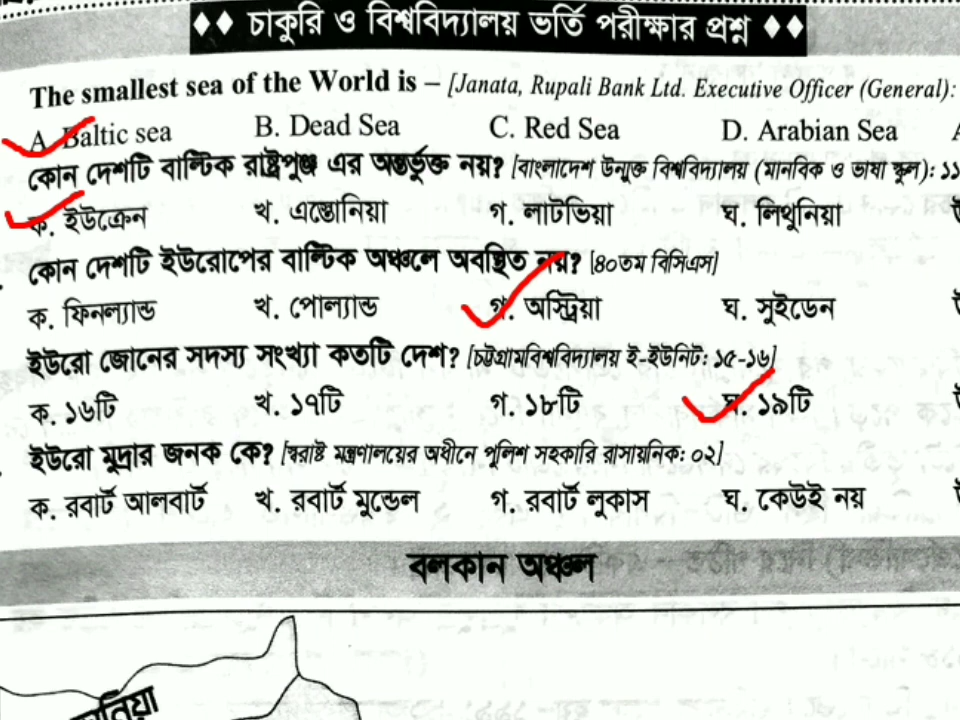 ♦♦ চাকুরি ও বিশ্ববিদ্যালয় ভর্তি পরীক্ষার প্রশ্ন ♦♦
The smallest sea of the World is – [Janata, Rupali Bank Ltd. Executive Officer (General):
A. Baltic sea B. Dead Sea C. Red Sea D. Arabian Sea
কোন দেশটি বাল্টিক রাষ্ট্রপুঞ্জ এর অন্তর্ভুক্ত নয়? [বাংলাদেশ উন্মুক্ত বিশ্ববিদ্যালয় (মানবিক ও ভাষা স্কুল): ১১
ক. ইউক্রেন খ. এস্তোনিয়া গ. লাটভিয়া ঘ. লিথুনিয়া
কোন দেশটি ইউরোপের বাল্টিক অঞ্চলে অবস্থিত নয়? [৪০তম বিসিএস]
ক. ফিনল্যান্ড খ. পোল্যান্ড গ. অস্ট্রিয়া ঘ. সুইডেন
ইউরো জোনের সদস্য সংখ্যা কতটি দেশ? [চট্টগ্রামবিশ্ববিদ্যালয় ই-ইউনিট: ১৫-১৬]
ক. ১৬টি খ. ১৭টি গ. ১৮টি ঘ. ১৯টি
ইউরো মুদ্রার জনক কে? [স্বরাষ্ট মন্ত্রণালয়ের অধীনে পুলিশ সহকারি রাসায়নিক: ০২]
ক. রবার্ট আলবার্ট খ. রবার্ট মুন্ডেল গ. রবার্ট লুকাস ঘ. কেউই নয়
বলকান অঞ্চল